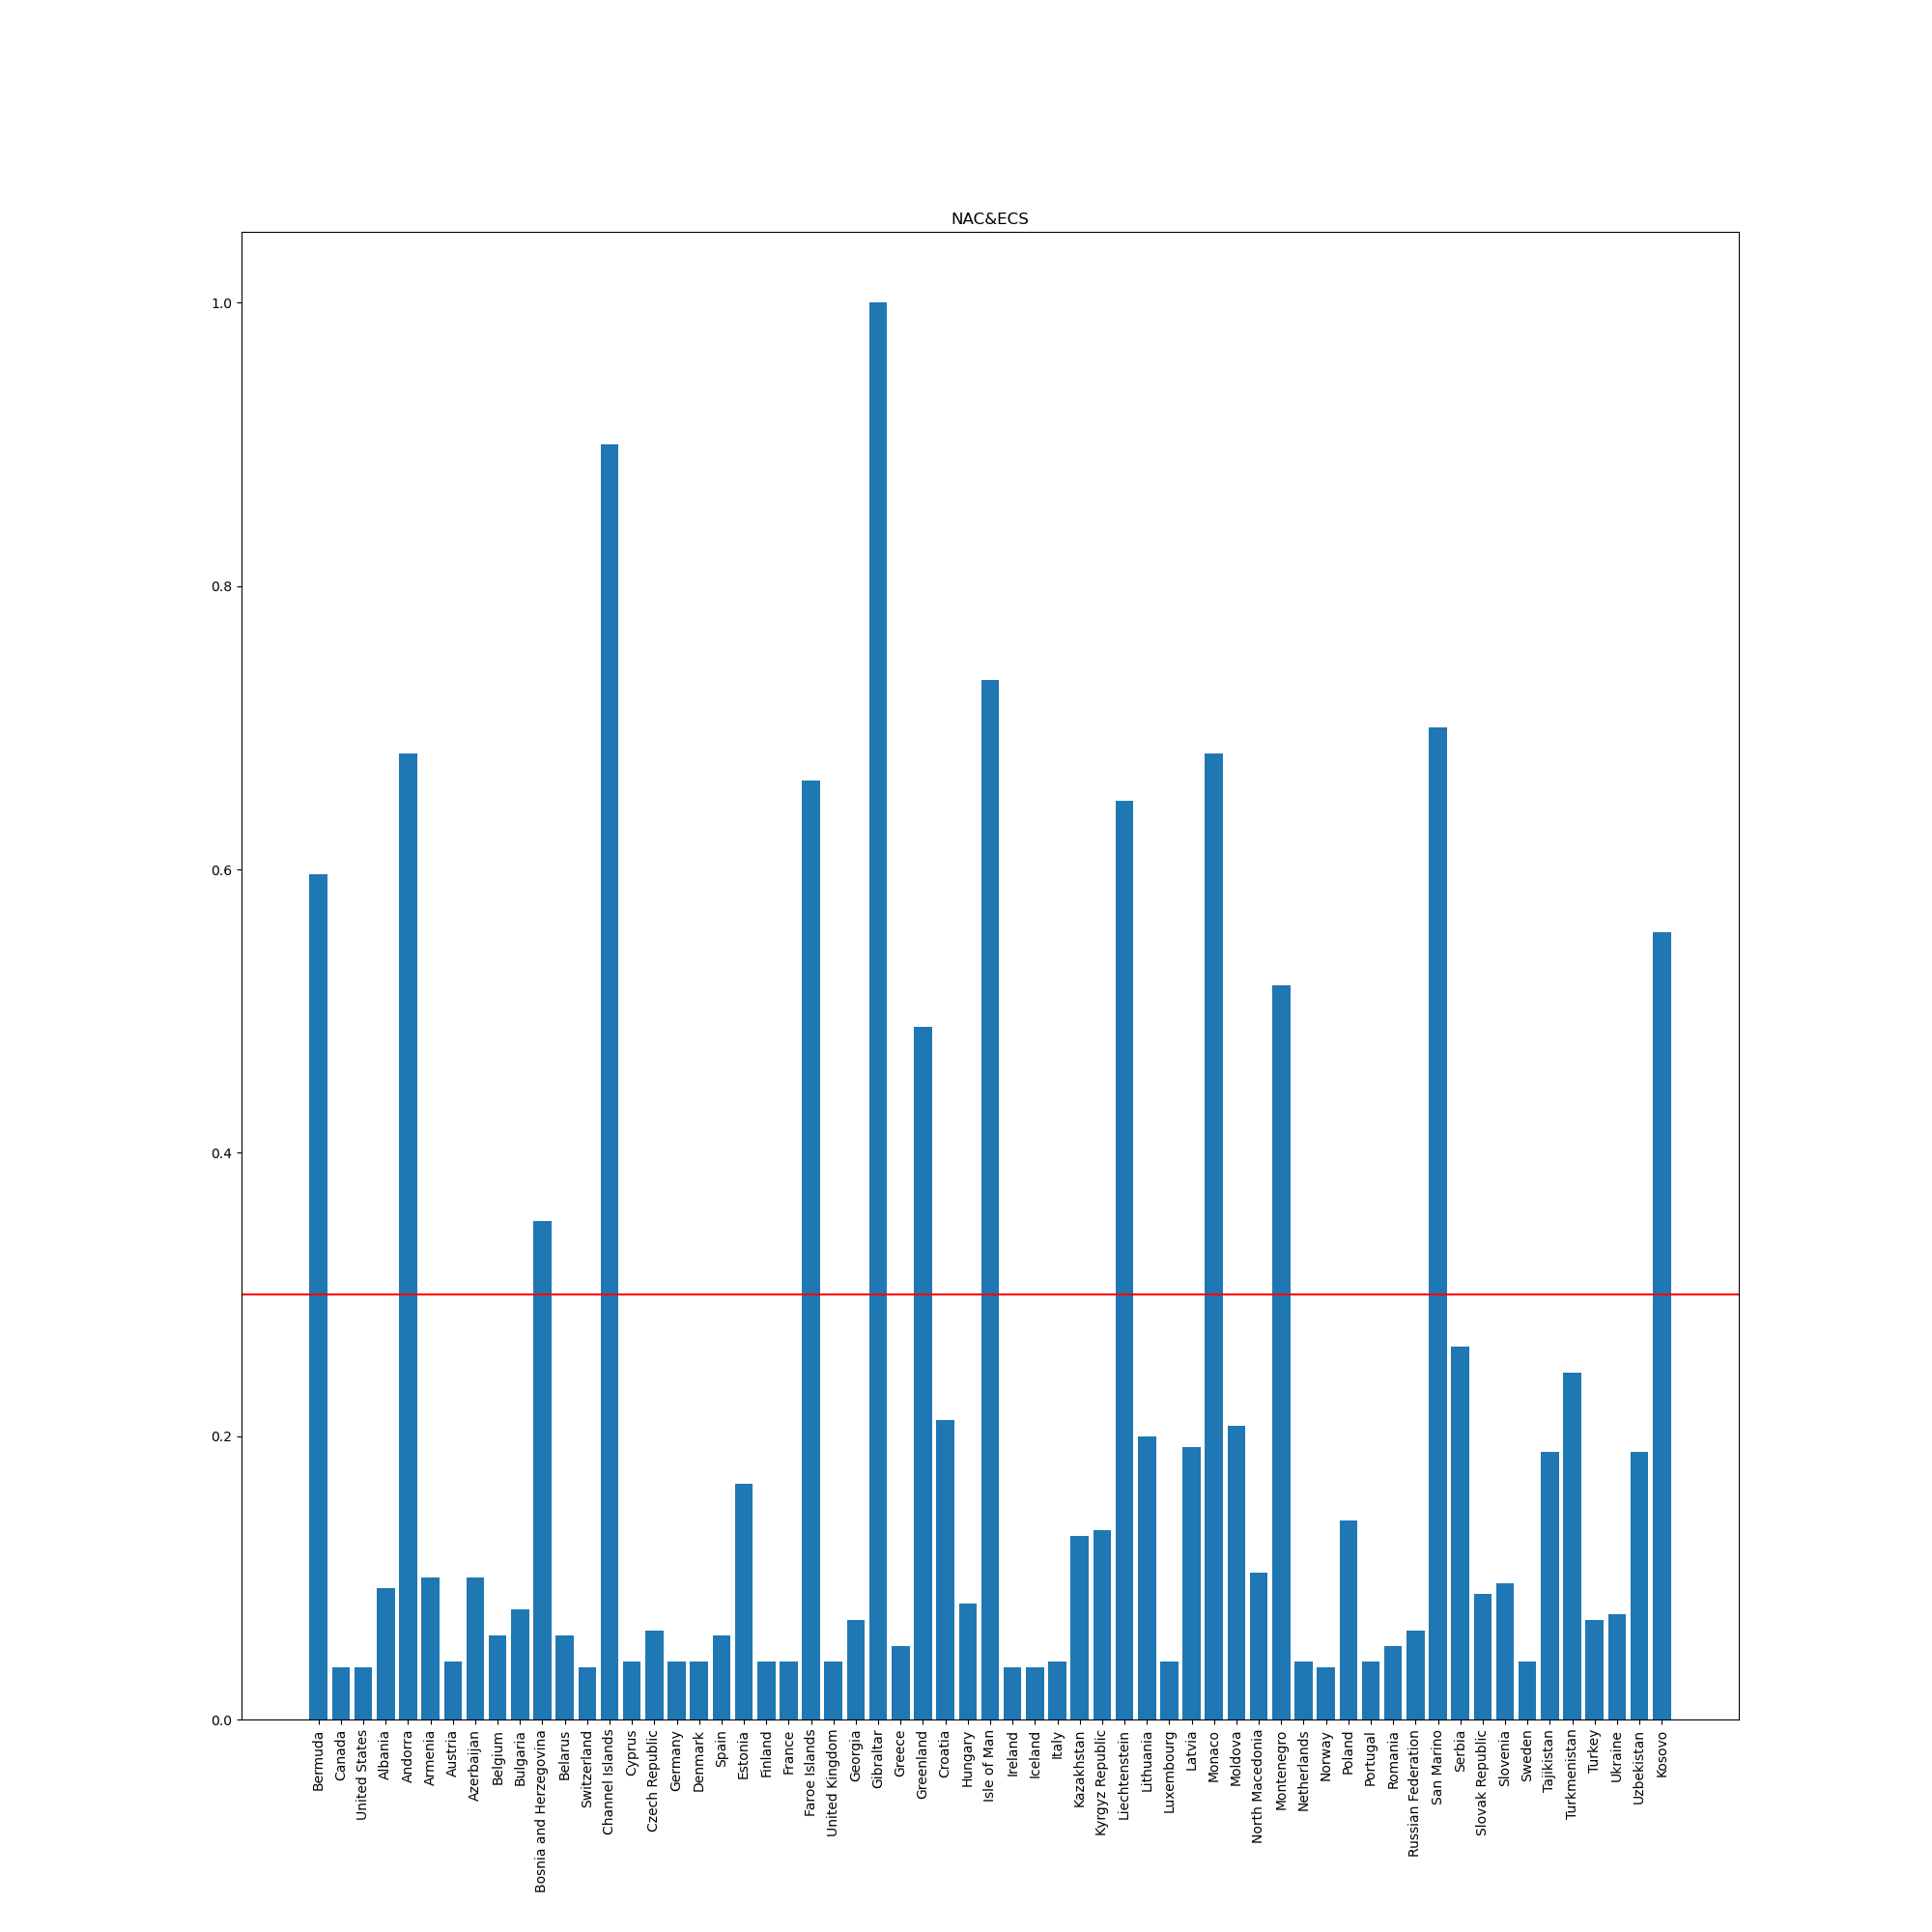 NAC&ECS
1.0
0.8
0.6
0.4
0.2
0.0
Bermuda
Canada
United States
Albania
Andorra
Armenia
Austria
Azerbaijan
Belgium
Bulgaria
Bosnia and Herzegovina
Belarus
Switzerland
Channel Islands
Cyprus
Czech Republic
Germany
Denmark
Spain
Estonia
Finland
France
Faroe Islands
United Kingdom
Georgia
Gibraltar
Greece
Greenland
Croatia
Hungary
Isle of Man
Ireland
Iceland
Italy
Kazakhstan
Kyrgyz Republic
Liechtenstein
Lithuania
Luxembourg
Latvia
Monaco
Moldova
North Macedonia
Montenegro
Netherlands
Norway
Poland
Portugal
Romania
Russian Federation
San Marino
Serbia
Slovak Republic
Slovenia
Sweden
Tajikistan
Turkmenistan
Turkey
Ukraine
Uzbekistan
Kosovo